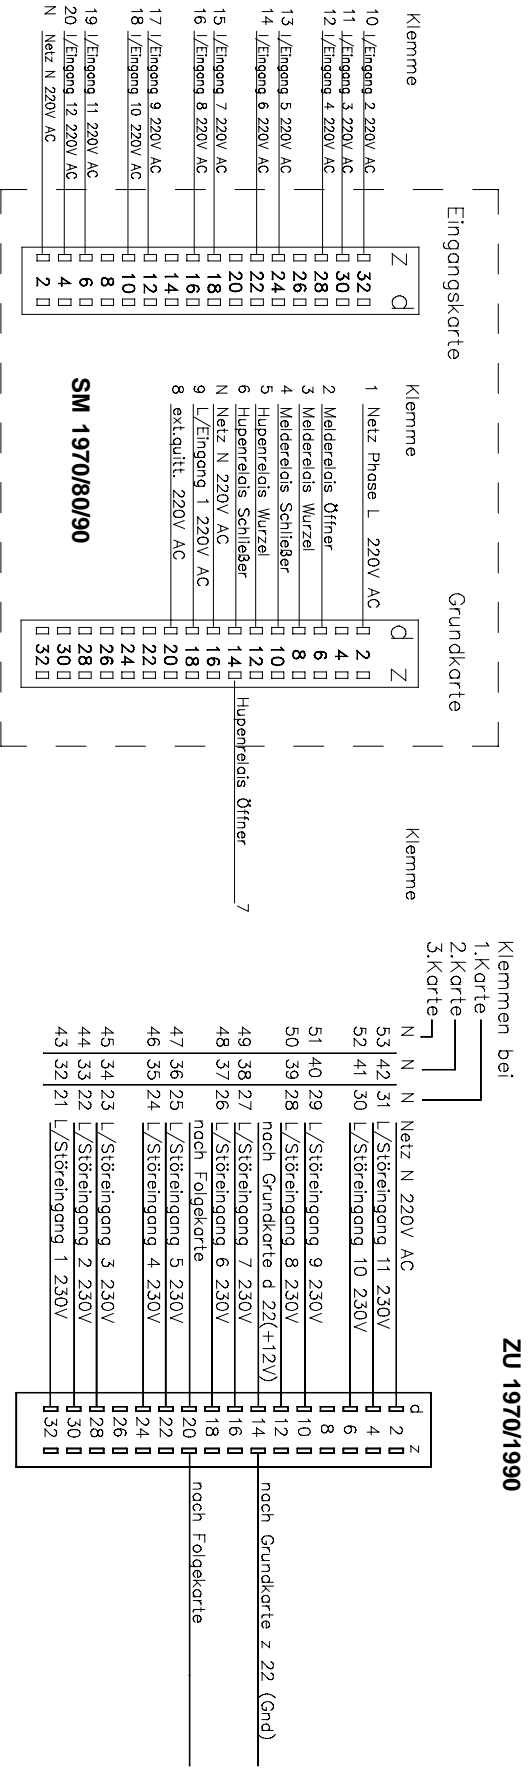 Klemme
10 I/Eingang 2 220V AC
11 I/Eingang 3 220V AC
12 I/Eingang 4 220V AC
13 I/Eingang 5 220V AC
14 I/Eingang 6 220V AC
15 I/Eingang 7 220V AC
16 I/Eingang 8 220V AC
17 I/Eingang 9 220V AC
18 I/Eingang 10 220V AC
19 I/Eingang 11 220V AC
20 I/Eingang 12 220V AC
N Netz N 220V AC
Eingangskarte
Z d
32
30
28
26
24
22
20
18
16
14
12
10
8
6
4
2
SM 1970/80/90
Klemme
1 Netz Phase L 220V AC
2 Melderelais Öffner
3 Melderelais Wurzel
4 Melderelais Schließer
5 Hupenrelais Wurzel
6 Hupenrelais Schließer
N Netz N 220V AC
9 L/Eingang 1 220V AC
8 ext.quitt. 220V AC
Grundkarte
d Z
2
4
6
8
10
12
14
16
18
20
22
24
26
28
30
32
Klemme
Hupenrelais Öffner 7
ZU 1970/1990
Klemmen bei
1.Karte
2.Karte
3.Karte
N N N Netz N 220V AC
53 42 31 L/Störeingang 11 230V
52 41 30 L/Störeingang 10 230V
51 40 29 L/Störeingang 9 230V
50 39 28 L/Störeingang 8 230V
nach Grundkarte d 22(+12V)
49 38 27 L/Störeingang 7 230V
48 37 26 L/Störeingang 6 230V
nach Folgekarte
47 36 25 L/Störeingang 5 230V
46 35 24 L/Störeingang 4 230V
45 34 23 L/Störeingang 3 230V
44 33 22 L/Störeingang 2 230V
43 32 21 L/Störeingang 1 230V
d z
2
4
6
8
10
12
14
16
18
20
22
24
26
28
30
32
nach Grundkarte z 22 (Gnd)
nach Folgekarte